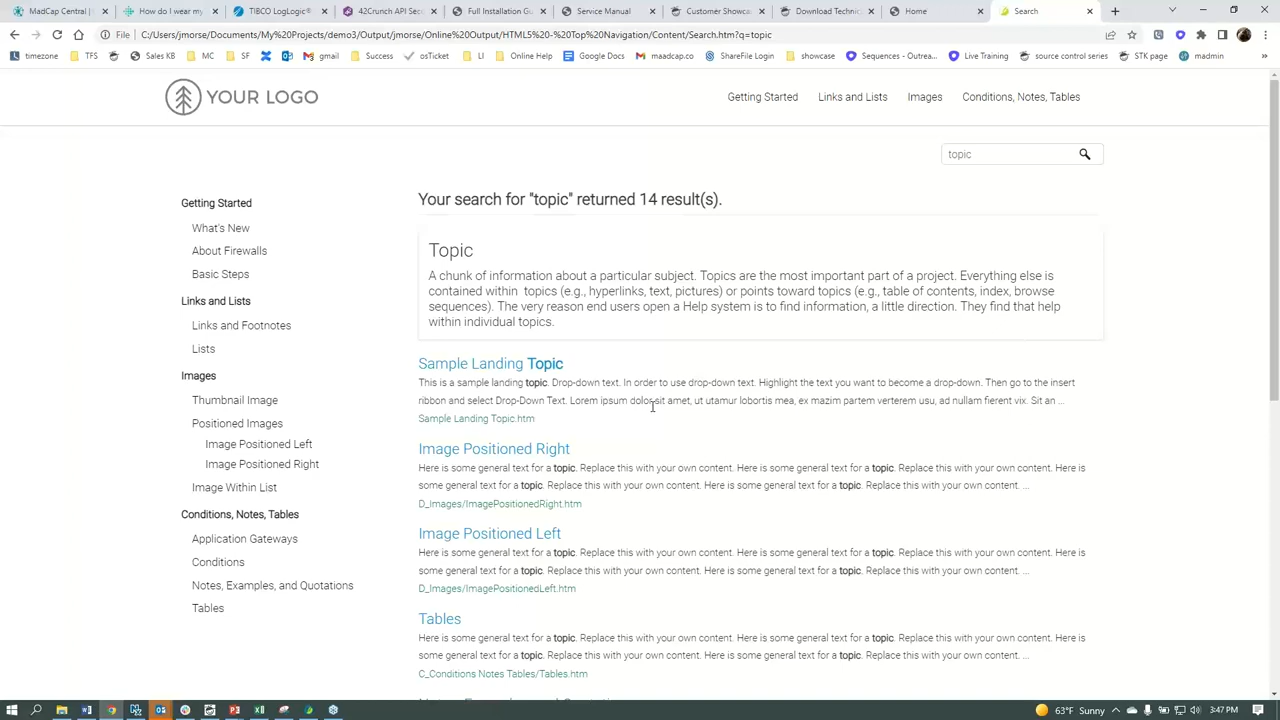 MadCap Central | M
How do I wear my
TIBCO LogLogic®
42Crunch API Sec
Full Installation Gu
Service Manual
Customer Showca
Download Technic
Home
Search
File
C:/Users/jmorse/Documents/My%20Projects/demo3/Output/jmorse/Online%20Output/HTML5%20-%20Top%20Navigation/Content/Search.htm?q=topic
timezone
TFS
Sales KB
MC
SF
gmail
Success
osTicket
Online Help
Google Docs
maadcap.co
ShareFile Login
showcase
Sequences - Outrea...
Live Training
source control series
STK page
madmin
YOUR LOGO
Getting Started
Links and Lists
Images
Conditions, Notes, Tables
topic
Getting Started
What's New
About Firewalls
Basic Steps
Links and Lists
Links and Footnotes
Lists
Images
Thumbnail Image
Positioned Images
Image Positioned Left
Image Positioned Right
Image Within List
Conditions, Notes, Tables
Application Gateways
Conditions
Notes, Examples, and Quotations
Tables
Your search for "topic" returned 14 result(s).
Topic
A chunk of information about a particular subject. Topics are the most important part of a project. Everything else is
contained within topics (e.g., hyperlinks, text, pictures) or points toward topics (e.g., table of contents, index, browse
sequences). The very reason end users open a Help system is to find information, a little direction. They find that help
within individual topics.
Sample Landing Topic
This is a sample landing topic. Drop-down text. In order to use drop-down text. Highlight the text you want to become a drop-down. Then go to the insert
ribbon and select Drop-Down Text. Lorem ipsum dolor sit amet, ut utamur lobortis mea, ex mazim partem verterem usu, ad nullam fierent vix. Sit an ...
Sample Landing Topic.htm
Image Positioned Right
Here is some general text for a topic. Replace this with your own content. Here is some general text for a topic. Replace this with your own content. Here is
some general text for a topic. Replace this with your own content. Here is some general text for a topic. Replace this with your own content. ...
D_Images/ImagePositionedRight.htm
Image Positioned Left
Here is some general text for a topic. Replace this with your own content. Here is some general text for a topic. Replace this with your own content. Here is
some general text for a topic. Replace this with your own content. Here is some general text for a topic. Replace this with your own content. ...
D_Images/ImagePositionedLeft.htm
Tables
Here is some general text for a topic. Replace this with your own content. Here is some general text for a topic. Replace this with your own content. Here is
some general text for a topic. Replace this with your own content. Here is some general text for a topic. Replace this with your own content. ...
C_Conditions Notes Tables/Tables.htm
63°F Sunny
3:47 PM